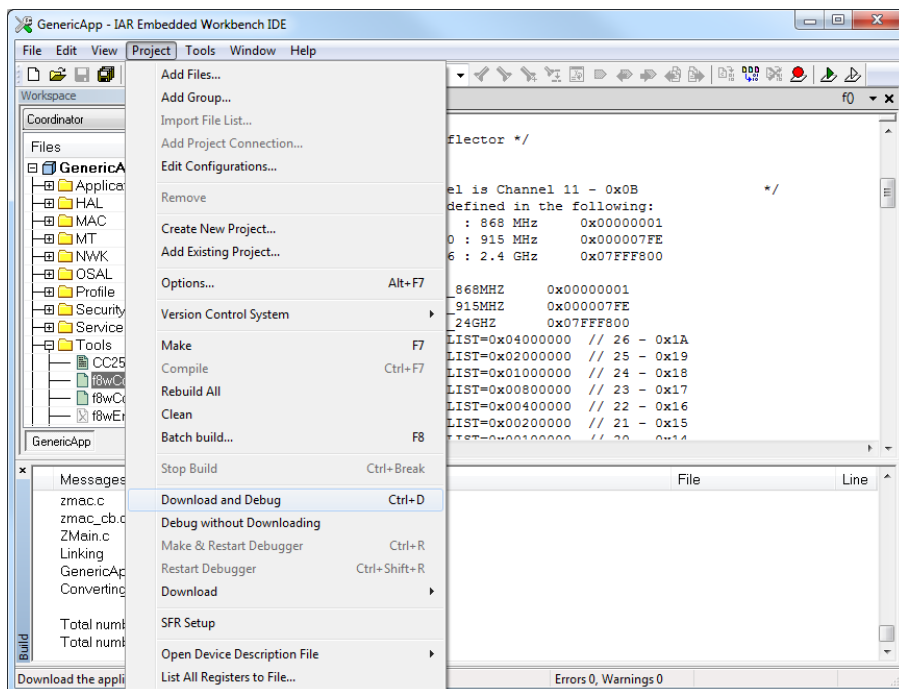 GenericApp - IAR Embedded Workbench IDE
File Edit View Project Tools Window Help
Workspace
f()
Coordinator
Files
GenericA
Applica
HAL
MAC
MT
NWK
OSAL
Profile
Security
Service
Tools
CC25
f8wCo
f8wCo
f8wEn
GenericApp
Add Files...
Add Group...
Import File List...
Add Project Connection...
Edit Configurations...
Remove
Create New Project...
Add Existing Project...
Options... Alt+F7
Version Control System
Make F7
Compile Ctrl+F7
Rebuild All
Clean
Batch build... F8
Stop Build Ctrl+Break
Download and Debug Ctrl+D
Debug without Downloading
Make & Restart Debugger Ctrl+R
Restart Debugger Ctrl+Shift+R
Download
SFR Setup
Open Device Description File
List All Registers to File...
flector */
el is Channel 11 - 0x0B */
defined in the following:
: 868 MHz 0x00000001
0 : 915 MHz 0x000007FE
6 : 2.4 GHz 0x07FFF800
_868MHZ 0x00000001
_915MHZ 0x000007FE
_24GHZ 0x07FFF800
LIST=0x04000000 // 26 - 0x1A
LIST=0x02000000 // 25 - 0x19
LIST=0x01000000 // 24 - 0x18
LIST=0x00800000 // 23 - 0x17
LIST=0x00400000 // 22 - 0x16
LIST=0x00200000 // 21 - 0x15
LIST=0x00100000 // 20 - 0x14
Messages File Line
zmac.c
zmac_cb.c
ZMain.c
Linking
GenericAp
Converting
Total numb
Total numb
Build
Download the appli
Errors 0, Warnings 0